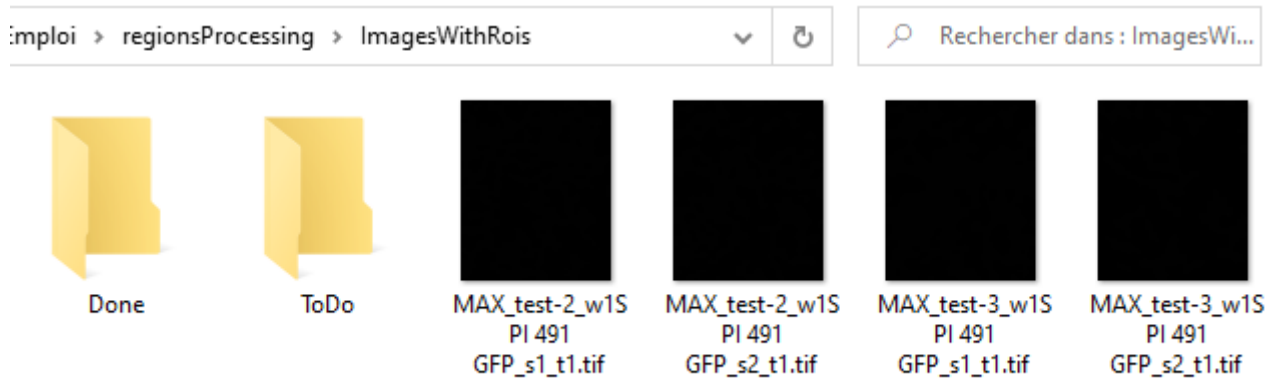 Emploi > regionsProcessing > ImagesWithRois
Rechercher dans : ImagesWi...
Done
ToDo
MAX_test-2_w1S
PI 491
GFP_s1_t1.tif
MAX_test-2_w1S
PI 491
GFP_s2_t1.tif
MAX_test-3_w1S
PI 491
GFP_s1_t1.tif
MAX_test-3_w1S
PI 491
GFP_s2_t1.tif